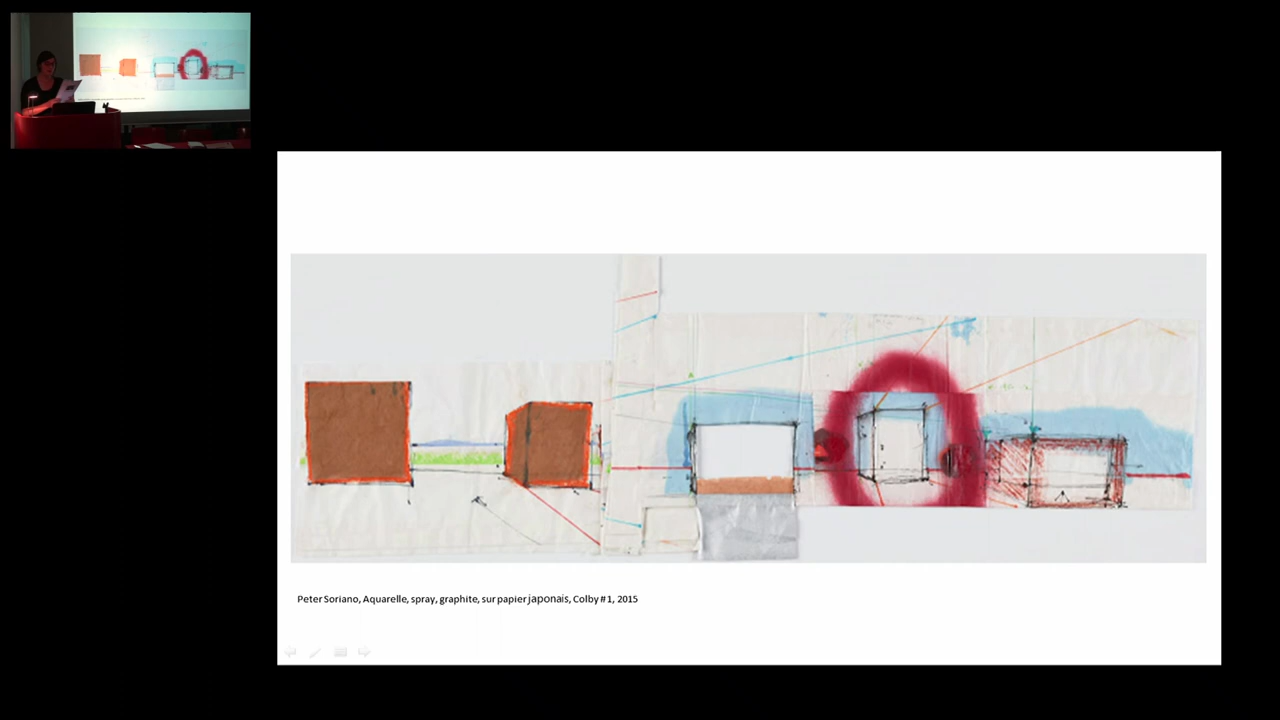 Peter Soriano, Aquarelle, spray, graphite, sur papier japonais, Colby #1, 2015